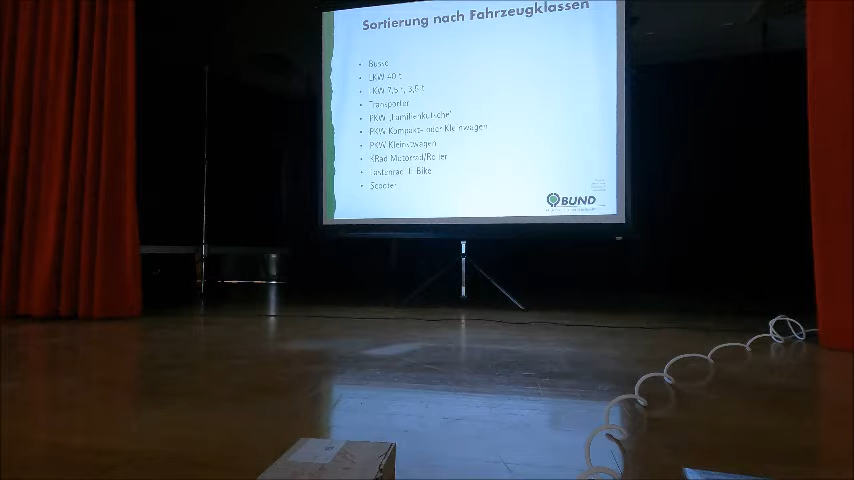 Sortierung nach Fahrzeugklassen
• Busse
• LKW 40 t
• LKW 7,5 t, 3,5 t
• Transporter
• PKW „Familienkutsche“
• PKW Kompakt- oder Kleinwagen
• PKW Kleinstwagen
• KRad Motorrad/Roller
• Lastenrad, Bike
• Scooter
BUND